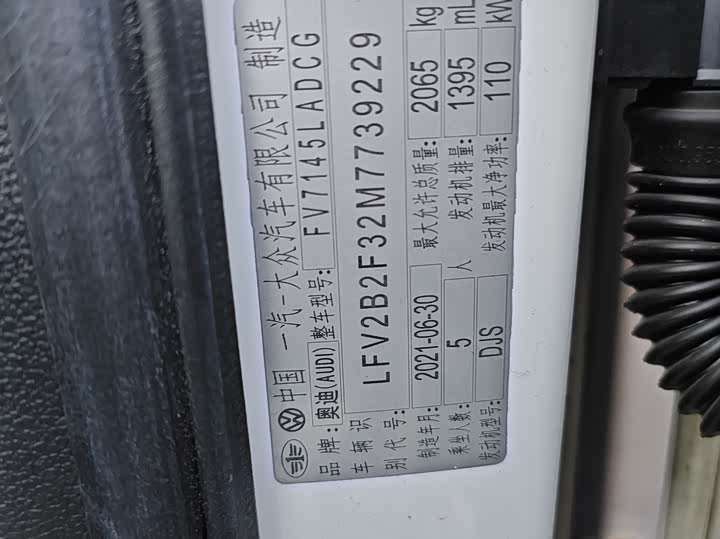 中国 一汽-大众汽车有限公司 制造
品牌: 奥迪(AUDI) 整车型号: FV7145LADCG
车辆识别代号: LFV2B2F32M7739229
制造年月: 2021-06-30 最大允许总质量: 2065 kg
乘坐人数: 5 人 发动机排量: 1395 mL
发动机型号: DJS 发动机最大净功率: 110 kW